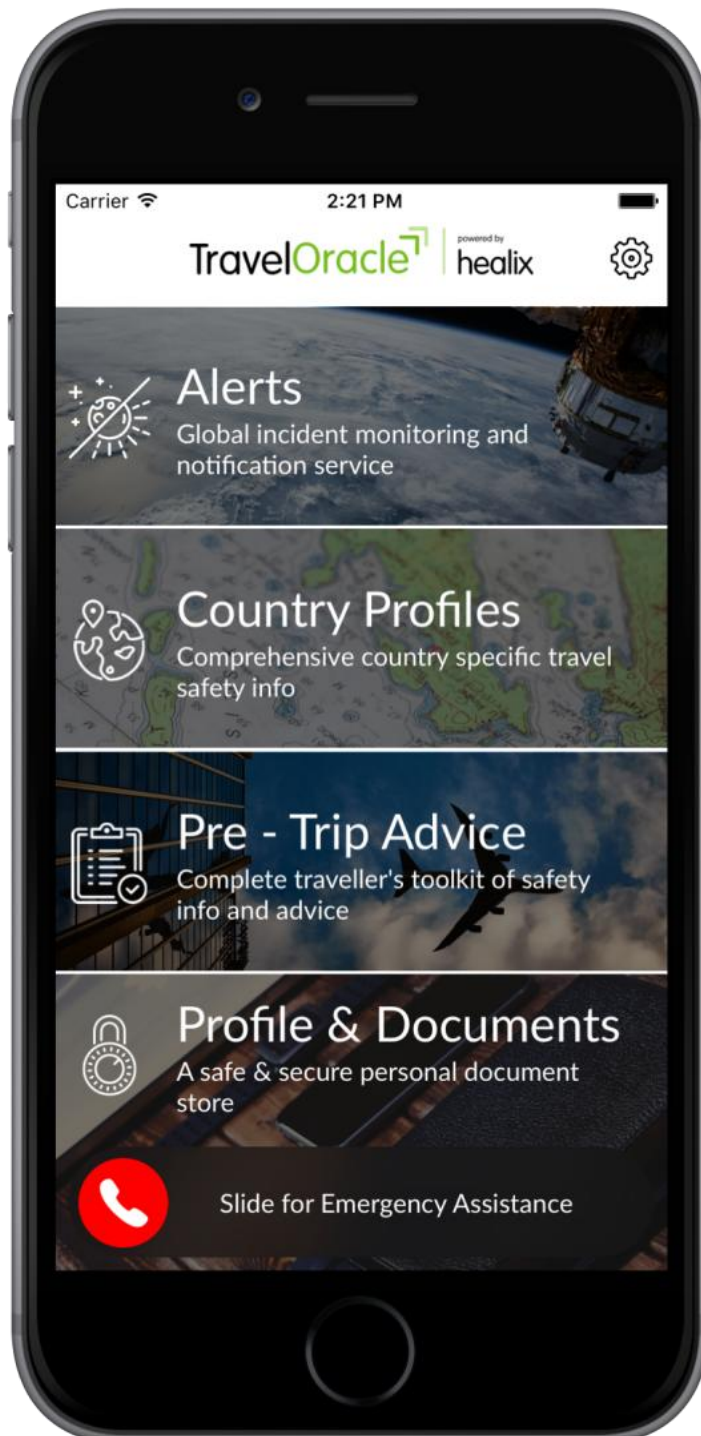 Carrier 2:21 PM
TravelOracle powered by healix
Alerts
Global incident monitoring and
notification service
Country Profiles
Comprehensive country specific travel
safety info
Pre - Trip Advice
Complete traveller's toolkit of safety
info and advice
Profile & Documents
A safe & secure personal document
store
Slide for Emergency Assistance